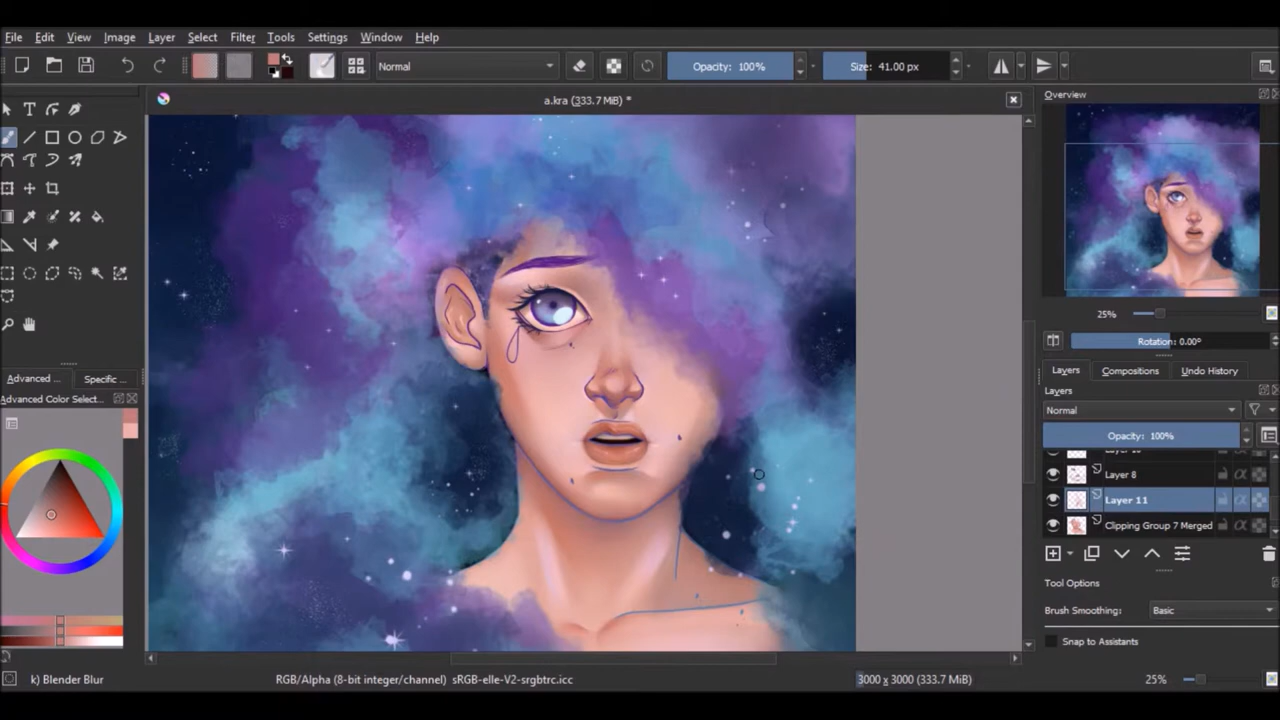 File Edit View Image Layer Select Filter Tools Settings Window Help
Normal Opacity: 100% Size: 41.00 px
a.kra (333.7 MiB) *
Overview
25%
Rotation: 0.00°
Advanced ... Specific ...
Layers Compositions Undo History
Advanced Color Select...
Layers
Normal
Opacity: 100%
Layer 8
Layer 11
Clipping Group 7 Merged
Tool Options
Brush Smoothing: Basic
Snap to Assistants
k) Blender Blur RGB/Alpha (8-bit integer/channel) sRGB-elle-V2-srgbtrc.icc 3000 x 3000 (333.7 MiB) 25%